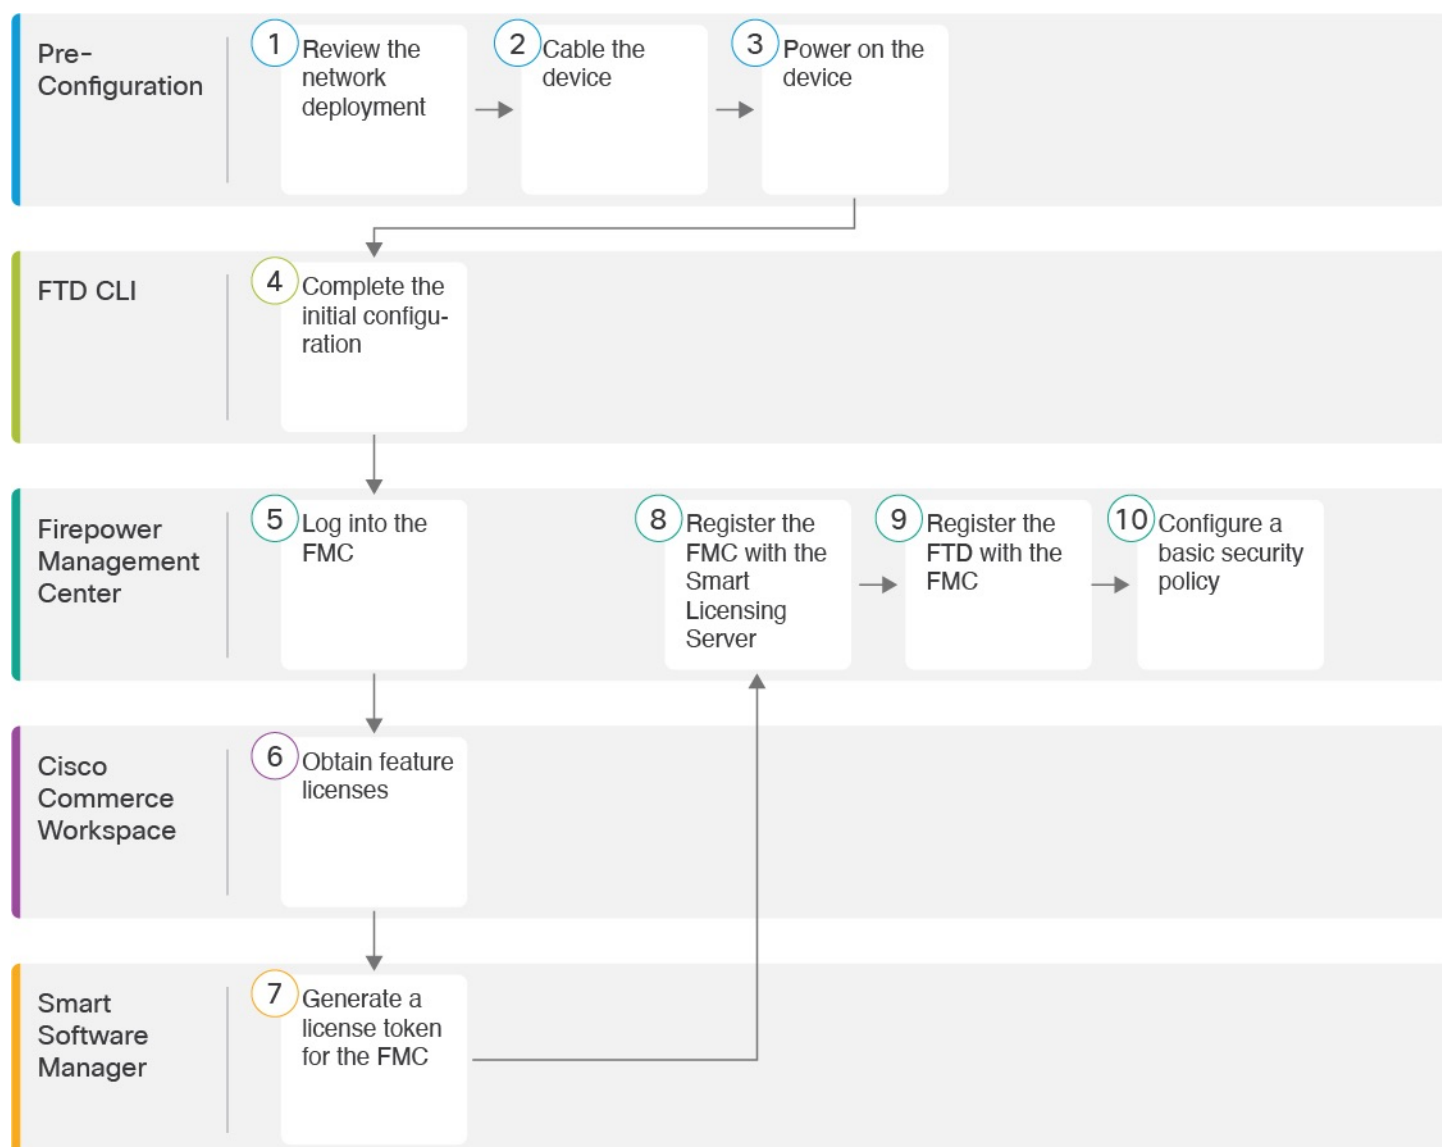 Pre-
Configuration
1
Review the
network
deployment
2
Cable the
device
3
Power on the
device
FTD CLI
4
Complete the
initial configu-
ration
Firepower
Management
Center
5
Log into the
FMC
8
Register the
FMC with the
Smart
Licensing
Server
9
Register the
FTD with the
FMC
10
Configure a
basic security
policy
Cisco
Commerce
Workspace
6
Obtain feature
licenses
Smart
Software
Manager
7
Generate a
license token
for the FMC